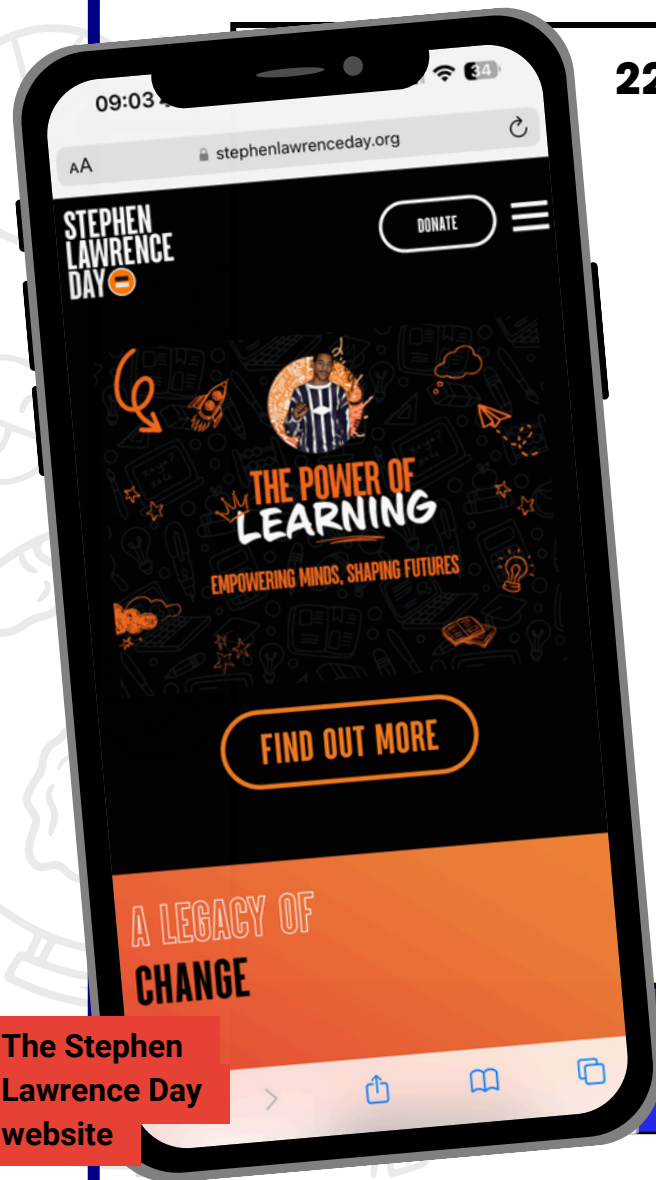 22
09:03
34
AA
stephenlawrenceday.org
STEPHEN
LAWRENCE
DAY
DONATE
THE POWER OF
LEARNING
EMPOWERING MINDS, SHAPING FUTURES
FIND OUT MORE
A LEGACY OF
CHANGE
The Stephen
Lawrence Day
website